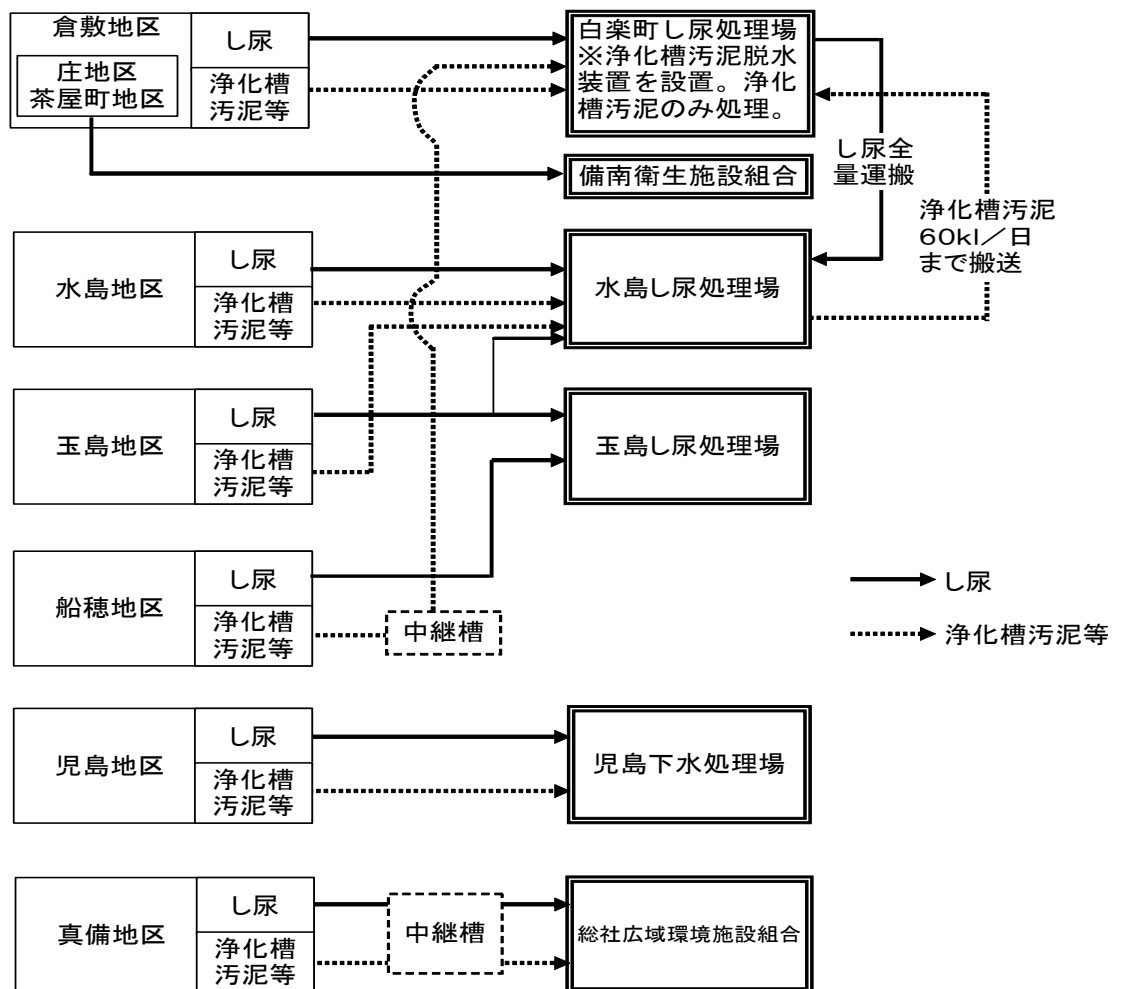 倉敷地区
庄地区
茶屋町地区
し尿
浄化槽
汚泥等
白楽町し尿処理場
※浄化槽汚泥脱水
装置を設置。浄化
槽汚泥のみ処理。
備南衛生施設組合
し尿全
量運搬
浄化槽汚泥
60kl／日
まで搬送
水島地区
し尿
浄化槽
汚泥等
水島し尿処理場
玉島地区
し尿
浄化槽
汚泥等
玉島し尿処理場
船穂地区
し尿
浄化槽
汚泥等
中継槽
し尿
浄化槽汚泥等
児島地区
し尿
浄化槽
汚泥等
児島下水処理場
真備地区
し尿
浄化槽
汚泥等
中継槽
総社広域環境施設組合